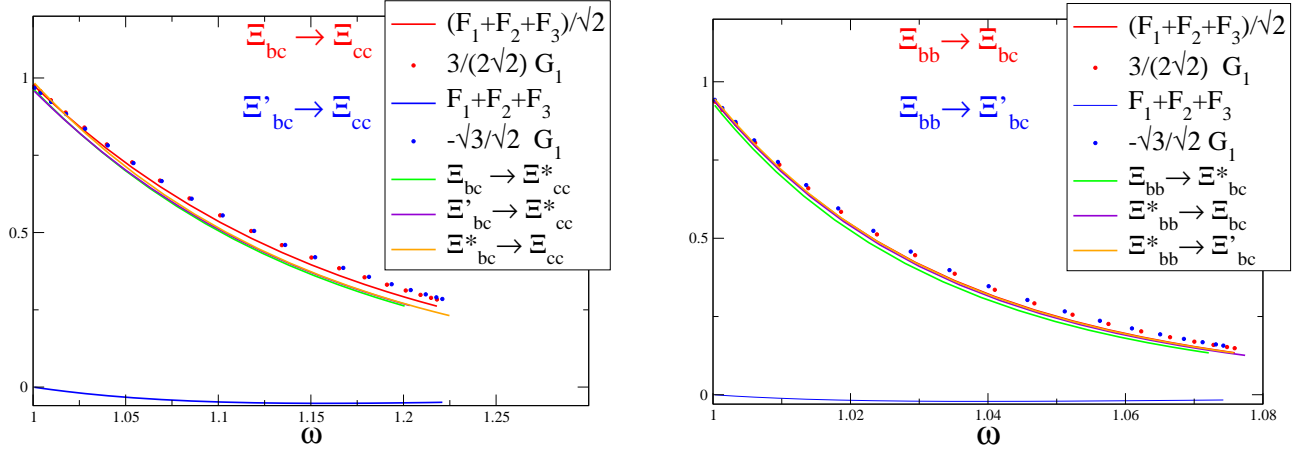 Ξbc → Ξcc
Ξ'bc → Ξcc
(F1+F2+F3)/√2
3/(2√2) G1
F1+F2+F3
-√3/√2 G1
Ξbc → Ξ*cc
Ξ'bc → Ξ*cc
Ξ*bc → Ξcc
1
0.5
0
1
1.05
1.1
1.15
1.2
1.25
ω
Ξbb → Ξbc
Ξbb → Ξ'bc
(F1+F2+F3)/√2
3/(2√2) G1
F1+F2+F3
-√3/√2 G1
Ξbb → Ξ*bc
Ξ*bb → Ξbc
Ξ*bb → Ξ'bc
1
0.5
0
1
1.02
1.04
1.06
1.08
ω